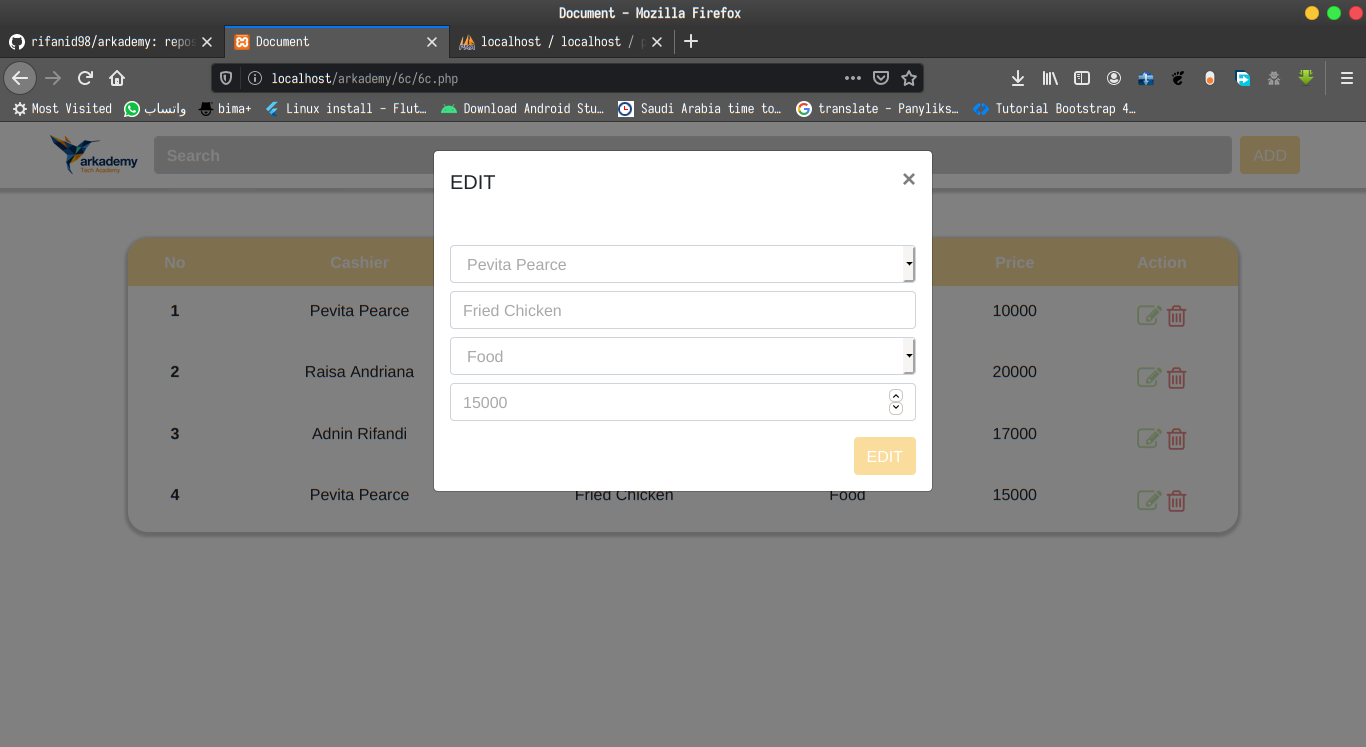 Document - Mozilla Firefox
rifanid98/arkademy: repos
Document
localhost / localhost / p
localhost/arkademy/6c/6c.php
Most Visited
واتساب
bima+
Linux install - Flut…
Download Android Stu…
Saudi Arabia time to…
translate - Panyliks…
Tutorial Bootstrap 4…
arkademy
Tech Academy
Search
ADD
EDIT
×
No Cashier Price Action
Pevita Pearce
Fried Chicken
Food
15000
EDIT
1 Pevita Pearce 10000
2 Raisa Andriana 20000
3 Adnin Rifandi 17000
4 Pevita Pearce Fried Chicken Food 15000